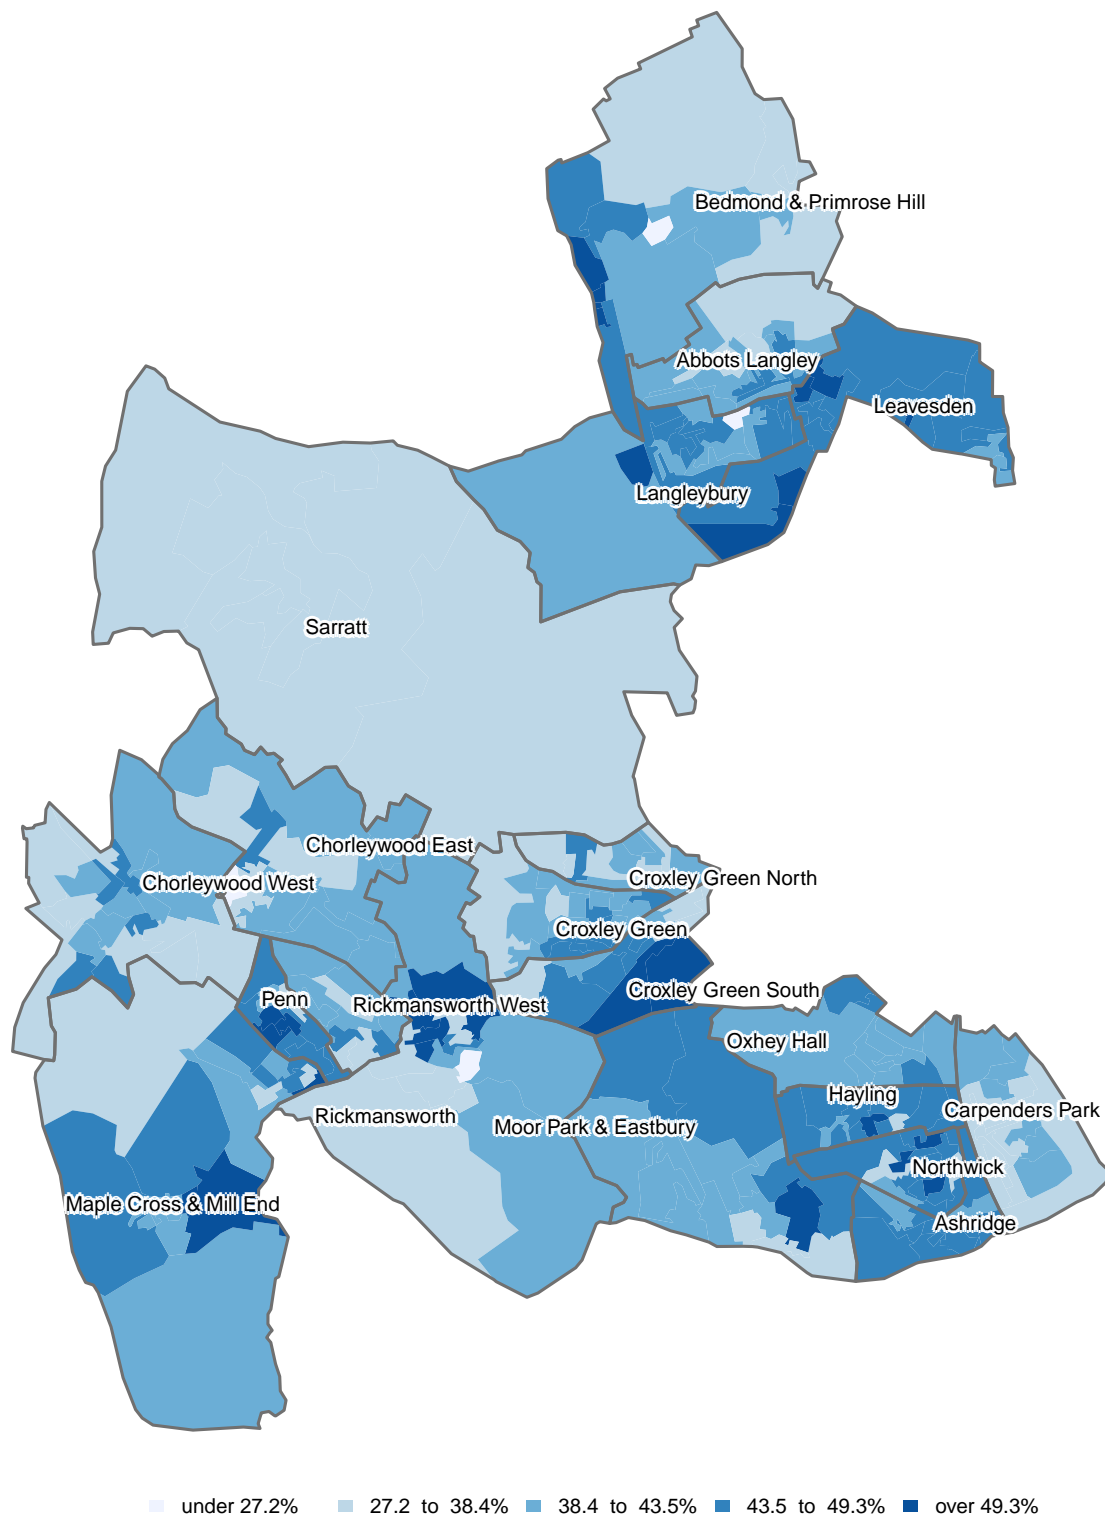 Bedmond & Primrose Hill
Abbots Langley
Leavesden
Langleybury
Sarratt
Chorleywood East
Chorleywood West
Croxley Green North
Croxley Green
Croxley Green South
Penn
Rickmansworth West
Oxhey Hall
Hayling
Carpenders Park
Rickmansworth
Moor Park & Eastbury
Northwick
Maple Cross & Mill End
Ashridge
under 27.2% 27.2 to 38.4% 38.4 to 43.5% 43.5 to 49.3% over 49.3%